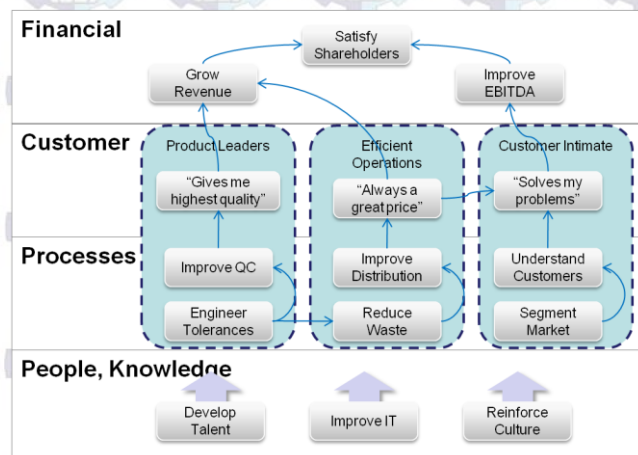 Financial
Satisfy
Shareholders
Grow
Revenue
Improve
EBITDA
Customer
Product Leaders
Efficient
Operations
Customer Intimate
“Gives me
highest quality”
“Always a
great price”
“Solves my
problems”
Processes
Improve QC
Improve
Distribution
Understand
Customers
Engineer
Tolerances
Reduce
Waste
Segment
Market
People, Knowledge
Develop
Talent
Improve IT
Reinforce
Culture